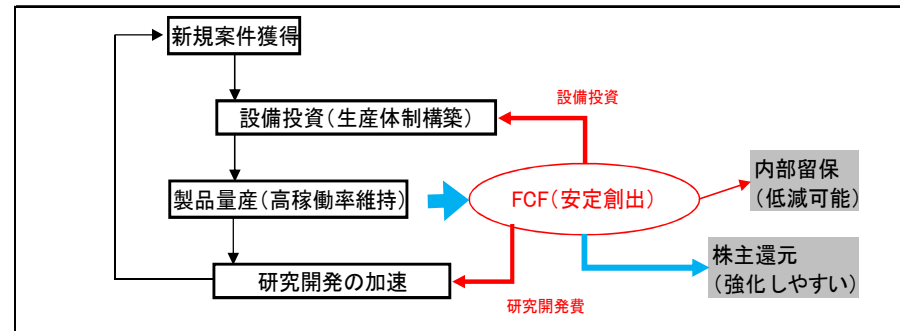 新規案件獲得
設備投資
設備投資(生産体制構築)
内部留保
(低減可能)
製品量産(高稼働率維持)
FCF(安定創出)
株主還元
(強化しやすい)
研究開発の加速
研究開発費